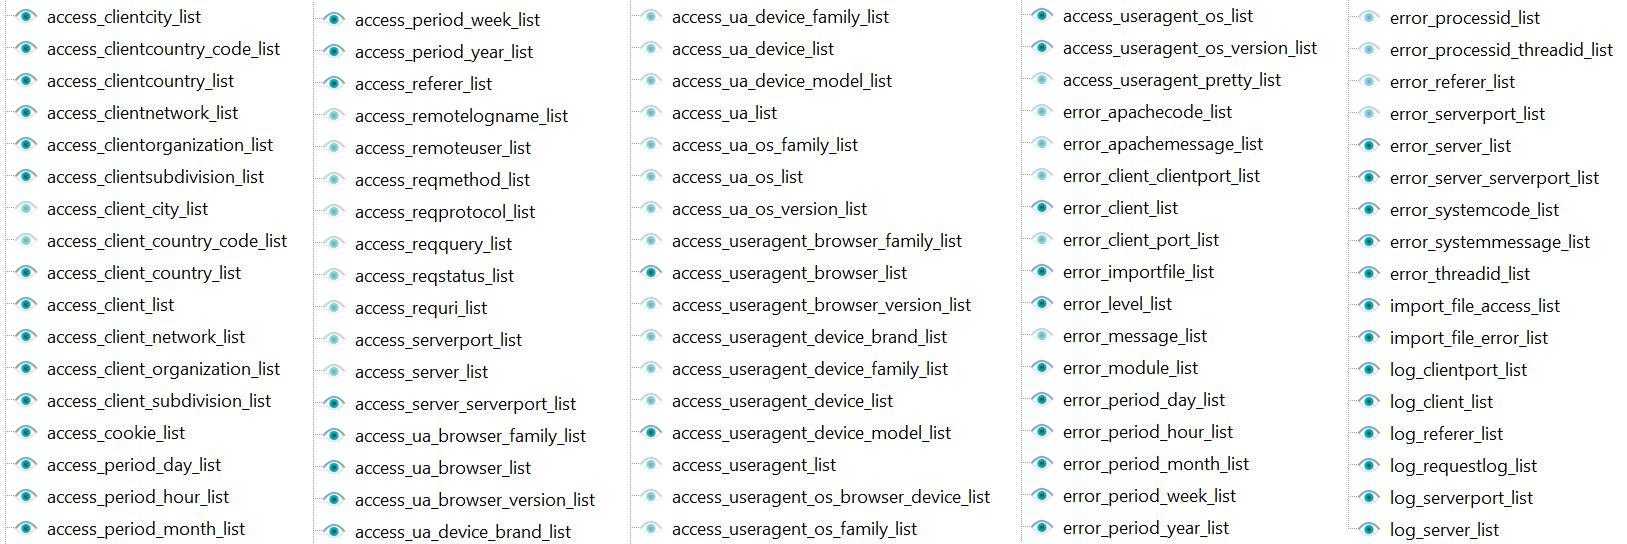 access_clientcity_list
access_clientcountry_code_list
access_clientcountry_list
access_clientnetwork_list
access_clientorganization_list
access_clientsubdivision_list
access_client_city_list
access_client_country_code_list
access_client_country_list
access_client_list
access_client_network_list
access_client_organization_list
access_client_subdivision_list
access_cookie_list
access_period_day_list
access_period_hour_list
access_period_month_list
access_period_week_list
access_period_year_list
access_referer_list
access_remotelogname_list
access_remoteuser_list
access_reqmethod_list
access_reqprotocol_list
access_reqquery_list
access_reqstatus_list
access_requri_list
access_serverport_list
access_server_list
access_server_serverport_list
access_ua_browser_family_list
access_ua_browser_list
access_ua_browser_version_list
access_ua_device_brand_list
access_ua_device_family_list
access_ua_device_list
access_ua_device_model_list
access_ua_list
access_ua_os_family_list
access_ua_os_list
access_ua_os_version_list
access_useragent_browser_family_list
access_useragent_browser_list
access_useragent_browser_version_list
access_useragent_device_brand_list
access_useragent_device_family_list
access_useragent_device_list
access_useragent_device_model_list
access_useragent_list
access_useragent_os_browser_device_list
access_useragent_os_family_list
access_useragent_os_list
access_useragent_os_version_list
access_useragent_pretty_list
error_apachecode_list
error_apachemessage_list
error_client_clientport_list
error_client_list
error_client_port_list
error_importfile_list
error_level_list
error_message_list
error_module_list
error_period_day_list
error_period_hour_list
error_period_month_list
error_period_week_list
error_period_year_list
error_processid_list
error_processid_threadid_list
error_referer_list
error_serverport_list
error_server_list
error_server_serverport_list
error_systemcode_list
error_systemmessage_list
error_threadid_list
import_file_access_list
import_file_error_list
log_clientport_list
log_client_list
log_referer_list
log_requestlog_list
log_serverport_list
log_server_list